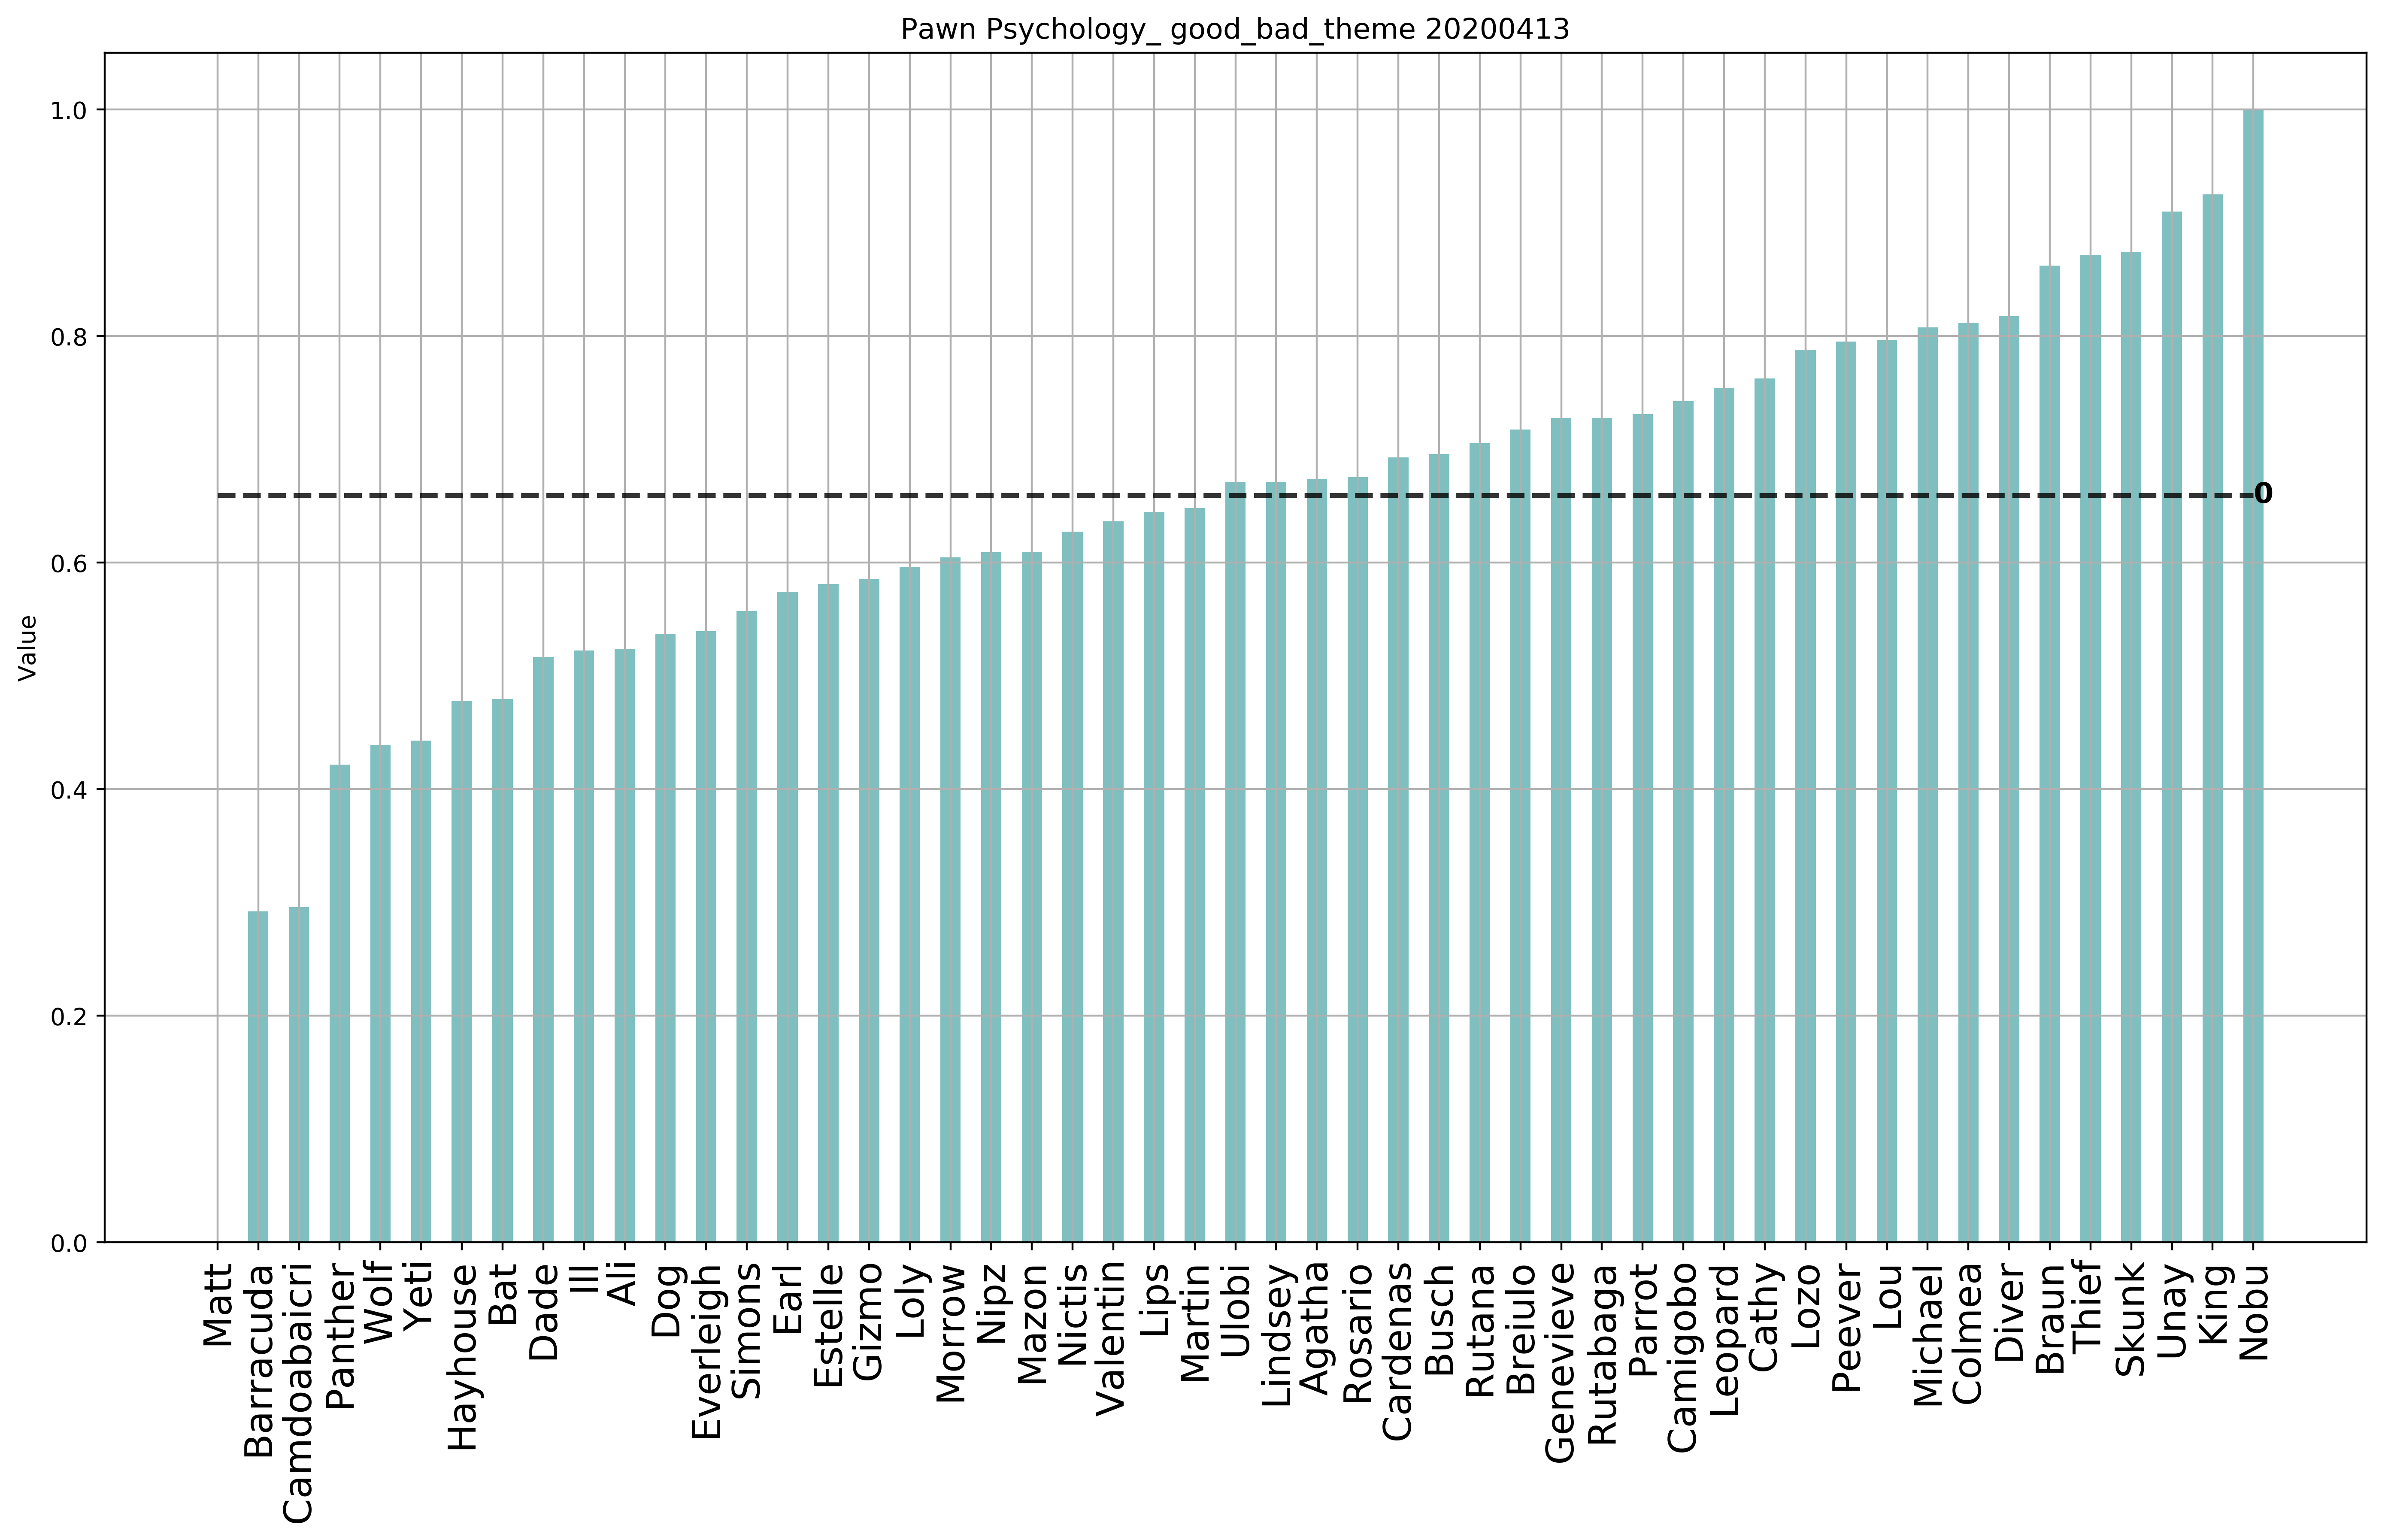 Pawn Psychology_ good_bad_theme 20200413
1.0
0.8
0.6
0.4
0.2
0.0
Value
0
Matt
Barracuda
Camdoabaicri
Panther
Wolf
Yeti
Hayhouse
Bat
Dade
Ill
Ali
Dog
Everleigh
Simons
Earl
Estelle
Gizmo
Loly
Morrow
Nipz
Mazon
Nictis
Valentin
Lips
Martin
Ulobi
Lindsey
Agatha
Rosario
Cardenas
Busch
Rutana
Breiulo
Genevieve
Rutabaga
Parrot
Camigobo
Leopard
Cathy
Lozo
Peever
Lou
Michael
Colmea
Diver
Braun
Thief
Skunk
Unay
King
Nobu